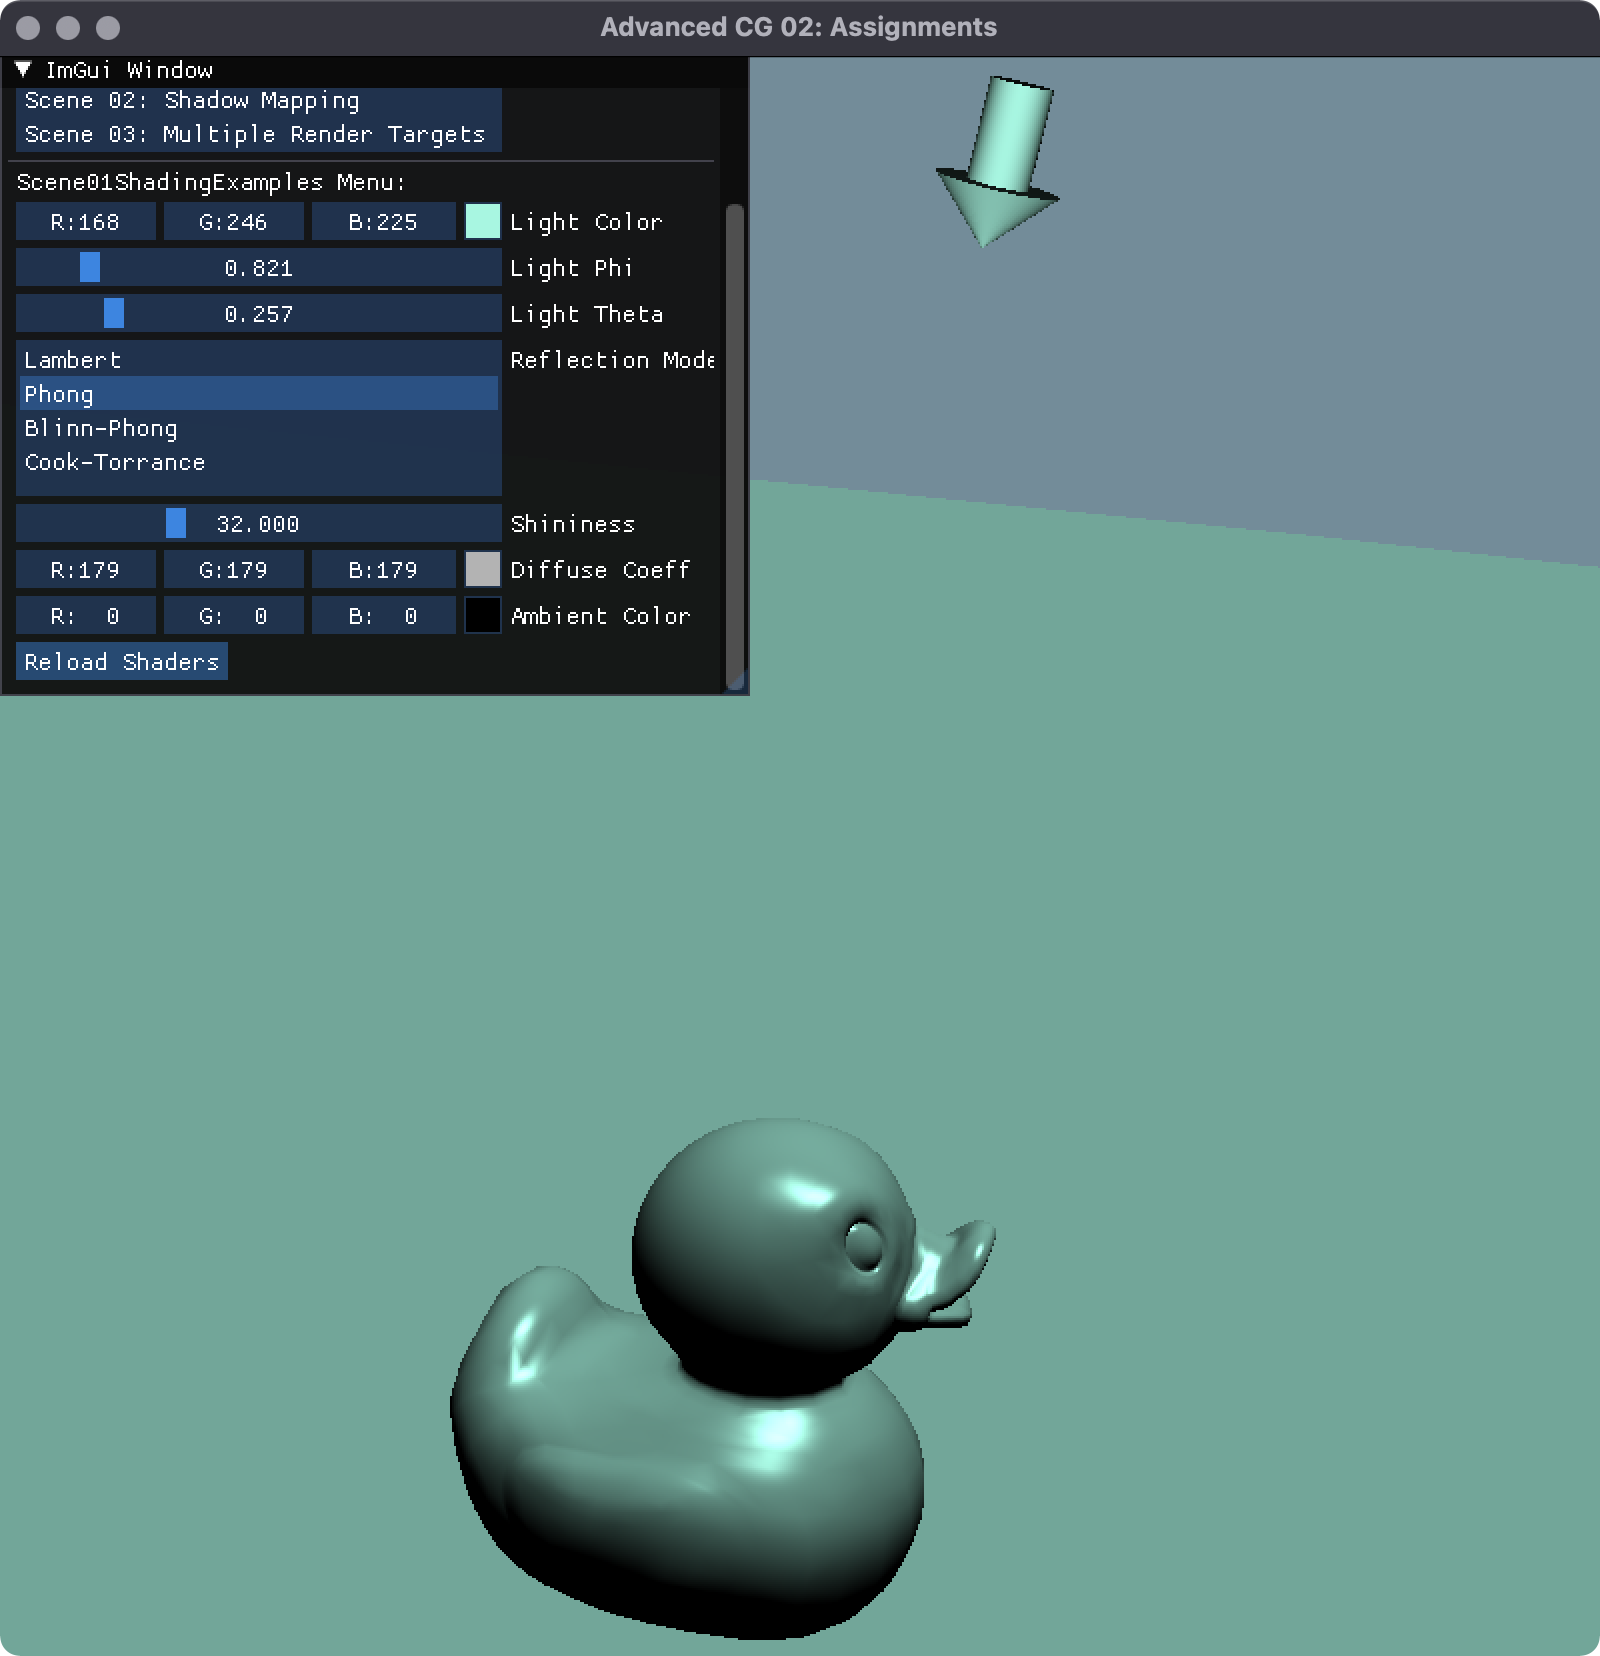 Advanced CG 02: Assignments
ImGui Window
Scene 02: Shadow Mapping
Scene 03: Multiple Render Targets
Scene01ShadingExamples Menu:
R:168 G:246 B:225 Light Color
0.821 Light Phi
0.257 Light Theta
Lambert Reflection Mode
Phong
Blinn-Phong
Cook-Torrance
32.000 Shininess
R:179 G:179 B:179 Diffuse Coeff
R: 0 G: 0 B: 0 Ambient Color
Reload Shaders